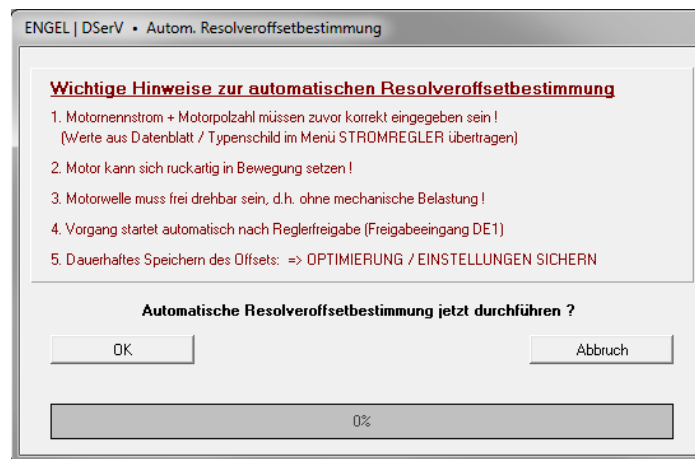 ENGEL | DSerV • Autom. Resolveroffsetbestimmung
Wichtige Hinweise zur automatischen Resolveroffsetbestimmung
1. Motornennstrom + Motorpolzahl müssen zuvor korrekt eingegeben sein !
(Werte aus Datenblatt / Typenschild im Menü STROMREGLER übertragen)
2. Motor kann sich ruckartig in Bewegung setzen !
3. Motorwelle muss frei drehbar sein, d.h. ohne mechanische Belastung !
4. Vorgang startet automatisch nach Reglerfreigabe (Freigabeeingang DE1)
5. Dauerhaftes Speichern des Offsets: => OPTIMIERUNG / EINSTELLUNGEN SICHERN
Automatische Resolveroffsetbestimmung jetzt durchführen ?
OK
Abbruch
0%